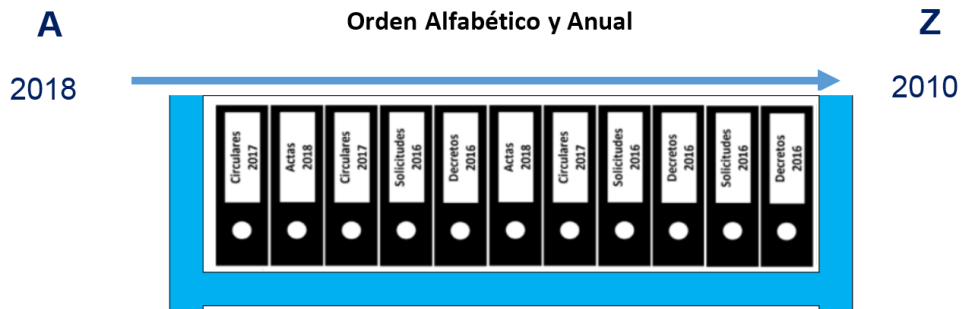 A
Orden Alfabético y Anual
Z
2018
2010
Circulares
2017
Actas
2018
Circulares
2017
Solicitudes
2016
Decretos
2016
Actas
2018
Circulares
2017
Solicitudes
2016
Decretos
2016
Solicitudes
2016
Decretos
2016